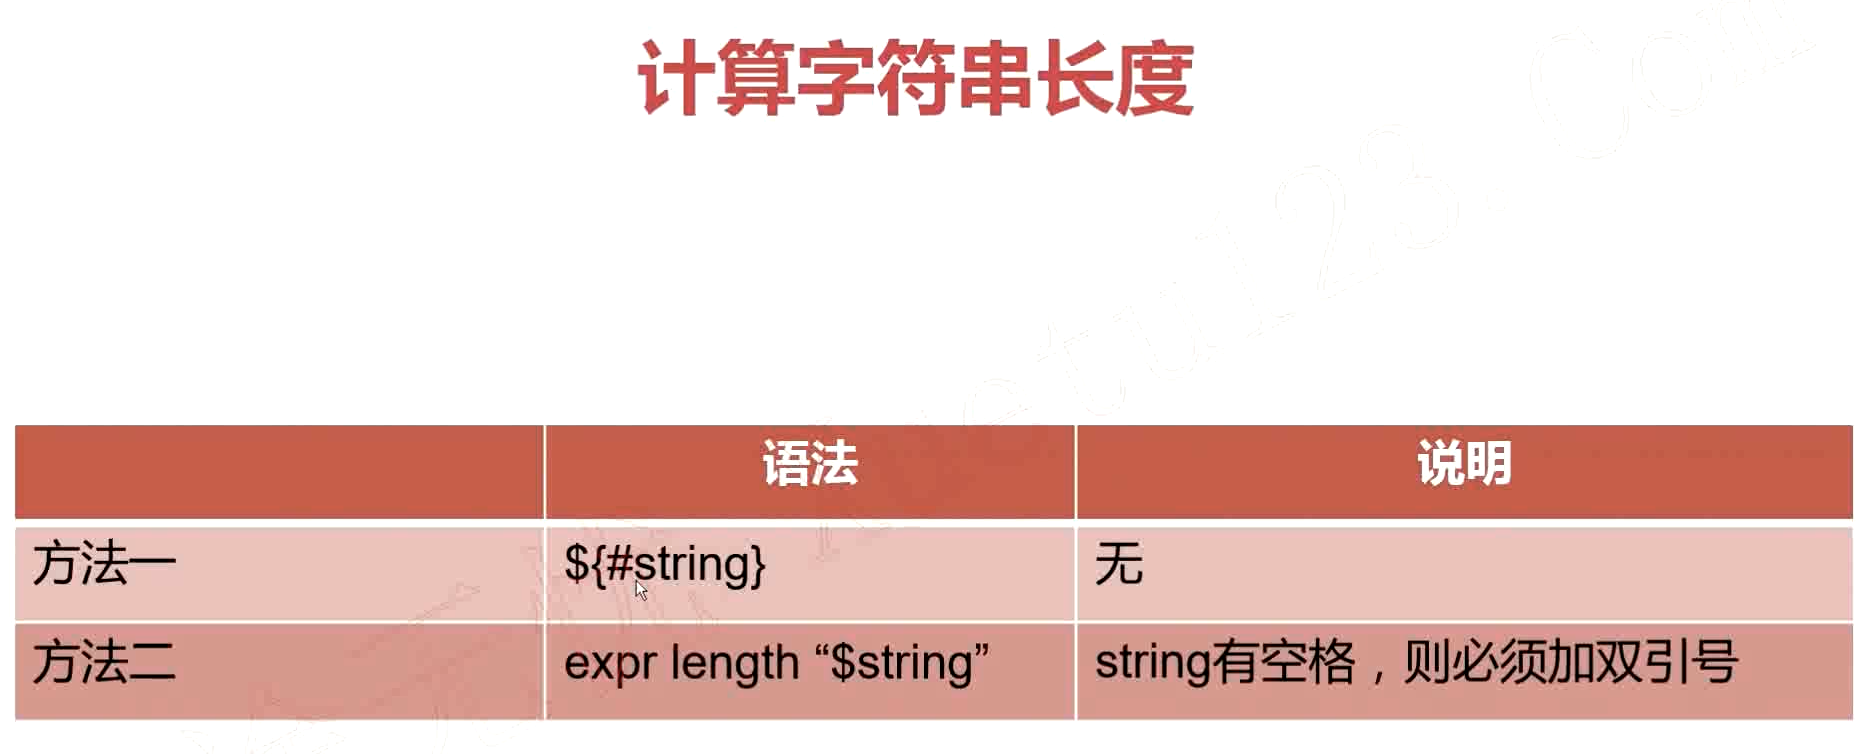 计算字符串长度
语法 说明
方法一 ${#string} 无
方法二 expr length “$string” string有空格，则必须加双引号